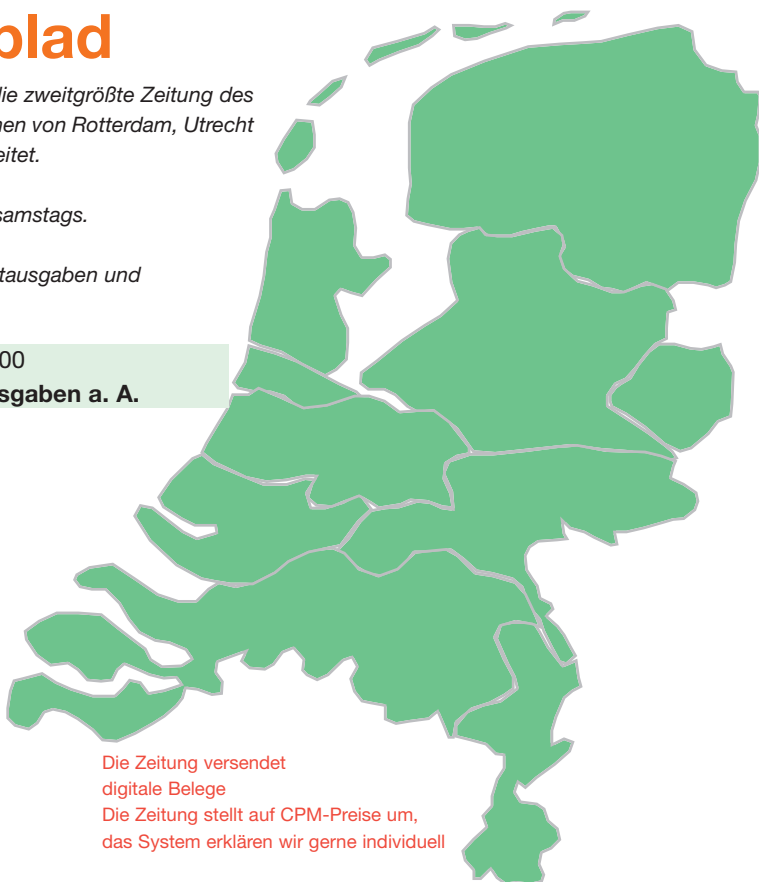 blad
die zweitgrößte Zeitung des
nen von Rotterdam, Utrecht
eitet.
samstags.
tausgaben und
00
sgaben a. A.
Die Zeitung versendet
digitale Belege
Die Zeitung stellt auf CPM-Preise um,
das System erklären wir gerne individuell